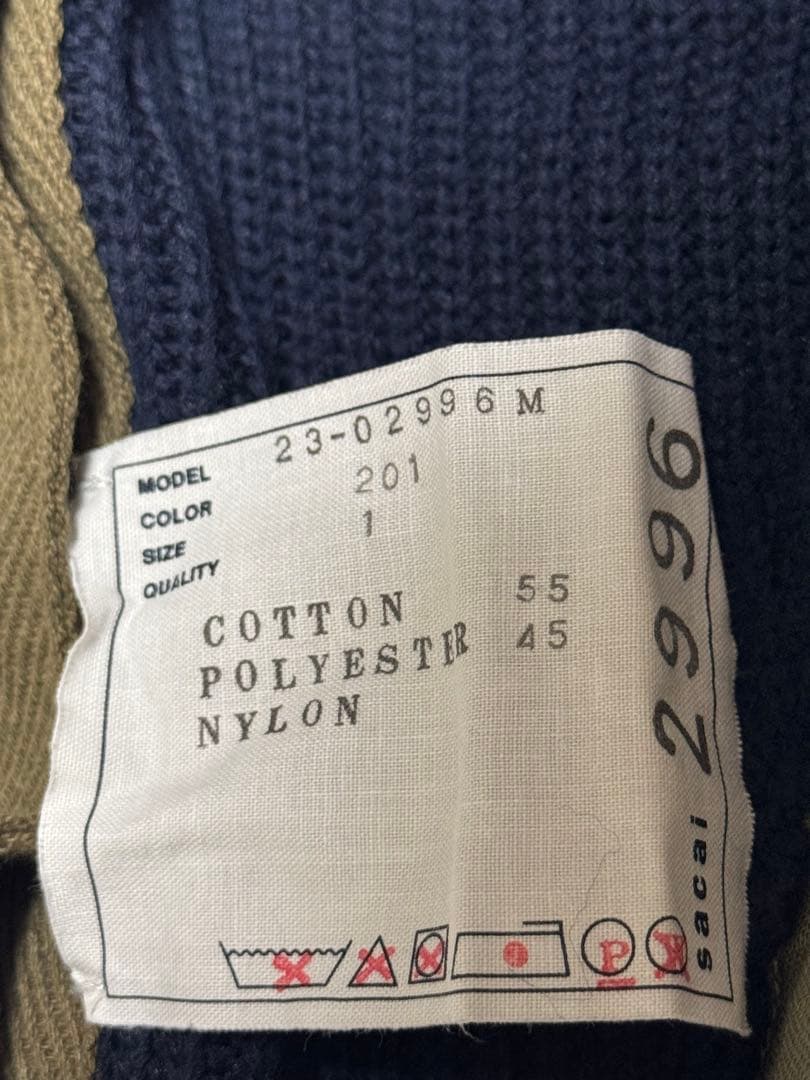 MODEL 23-02996M
COLOR 201
SIZE 1
QUALITY
COTTON 55
POLYESTER 45
NYLON
P
W
sacai 2996